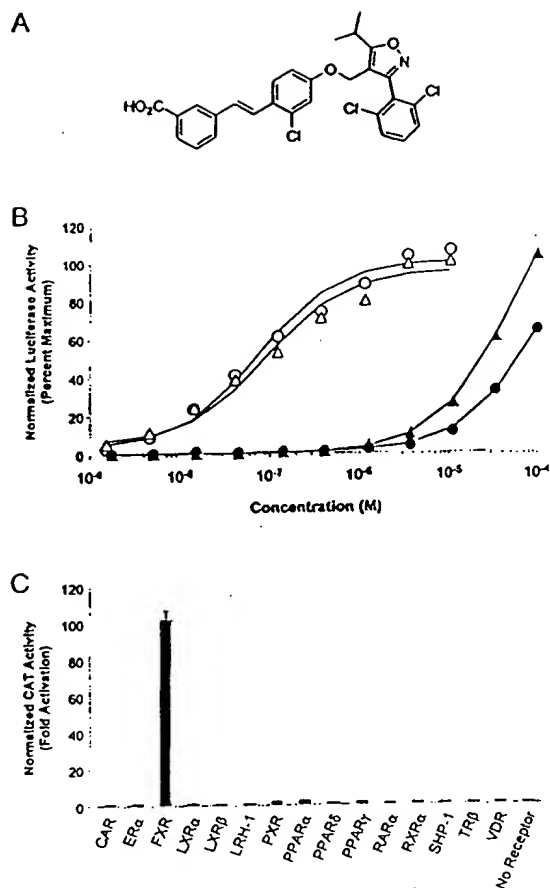 A
HO₂C
Cl
O
O
N
Cl
Cl
B
Normalized Luciferase Activity
(Percent Maximum)
120
100
80
60
40
20
0
10⁻⁸ 10⁻⁷ 10⁻⁶ 10⁻⁵ 10⁻⁴
Concentration (M)
C
Normalized CAT Activity
(Fold Activation)
120
100
80
60
40
20
0
CAR ERα FXR LXRα LXRβ LRH-1 PXR PPARα PPARδ PPARγ RARα RXRα SHP-1 TRβ VDR No Receptor